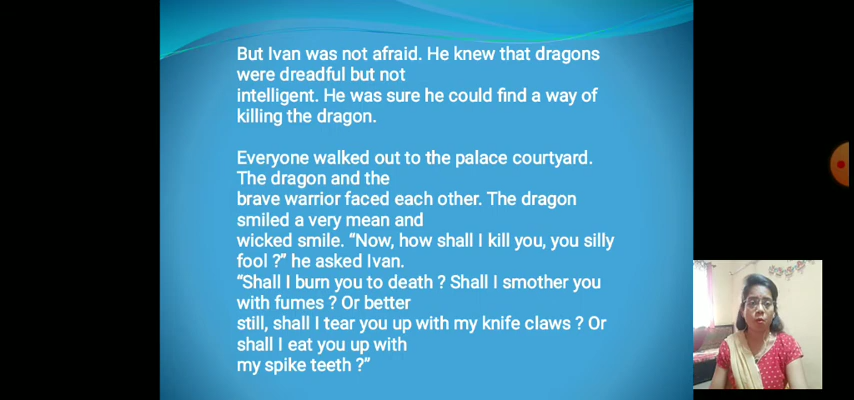 But Ivan was not afraid. He knew that dragons
were dreadful but not
intelligent. He was sure he could find a way of
killing the dragon.
Everyone walked out to the palace courtyard.
The dragon and the
brave warrior faced each other. The dragon
smiled a very mean and
wicked smile. “Now, how shall I kill you, you silly
fool ?” he asked Ivan.
“Shall I burn you to death ? Shall I smother you
with fumes ? Or better
still, shall I tear you up with my knife claws ? Or
shall I eat you up with
my spike teeth ?”